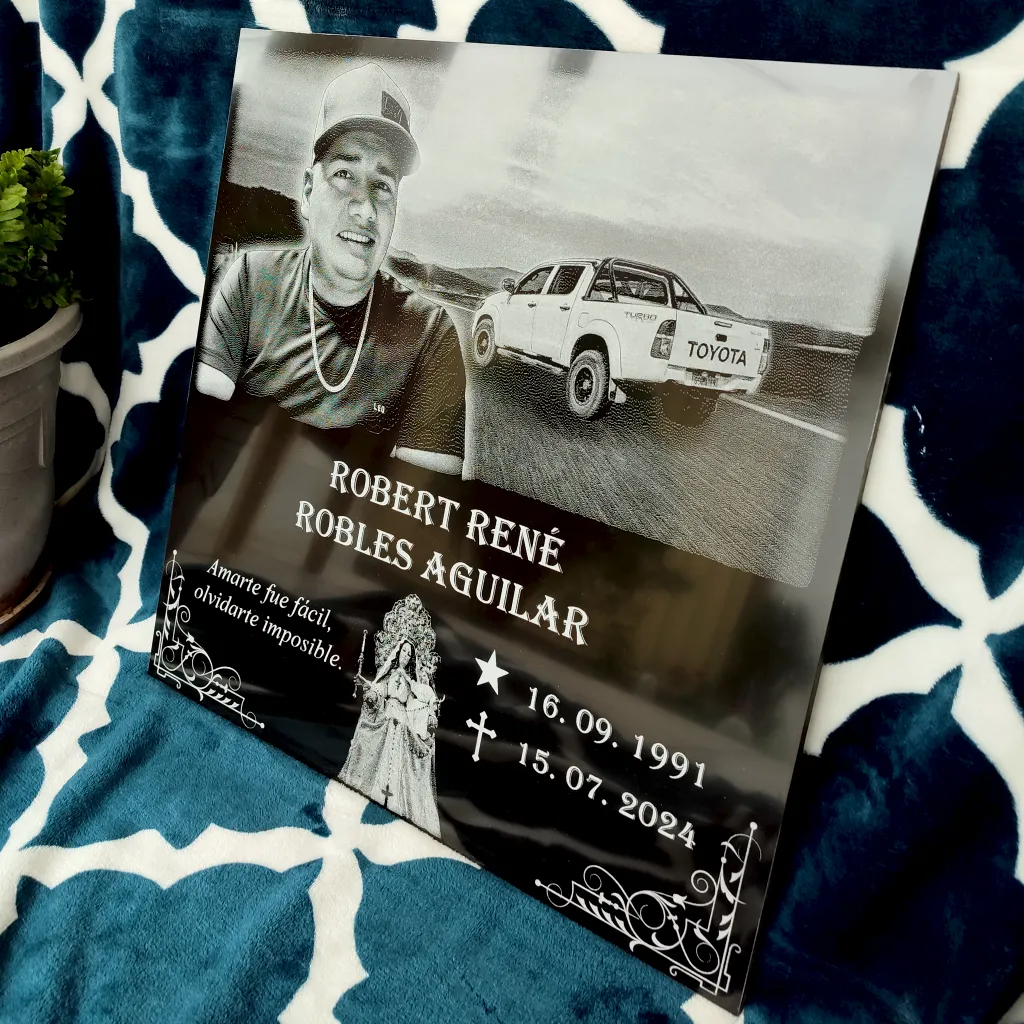 TURBO
TOYOTA
ROBERT RENÉ
ROBLES AGUILAR
Amarte fue fácil,
olvidarte imposible.
16. 09. 1991
15. 07. 2024